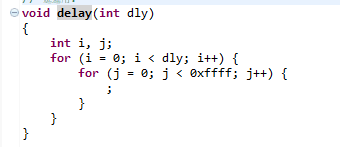 void delay(int dly)
{
    int i, j;
    for (i = 0; i < dly; i++) {
        for (j = 0; j < 0xffff; j++) {
            ;
        }
    }
}